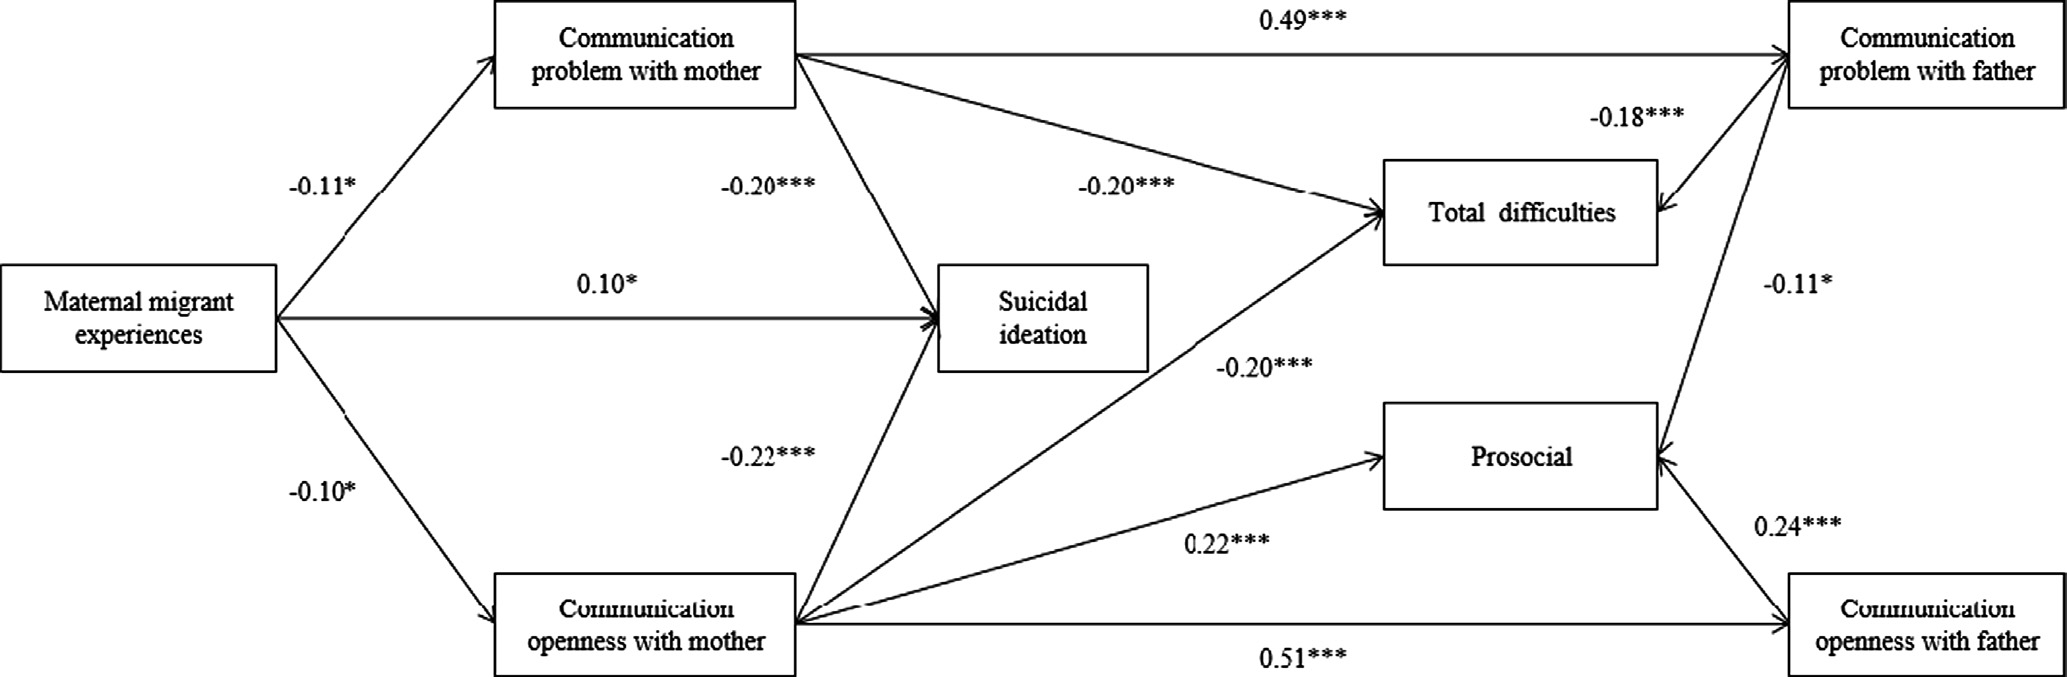 0.49***
Communication
problem with mother
Communication
problem with father
-0.18***
-0.11*
-0.20***
-0.20***
Total difficulties
Maternal migrant
experiences
0.10*
Suicidal
ideation
-0.11*
-0.20***
-0.22***
Prosocial
-0.10*
0.22***
0.24***
Communication
openness with mother
Communication
openness with father
0.51***